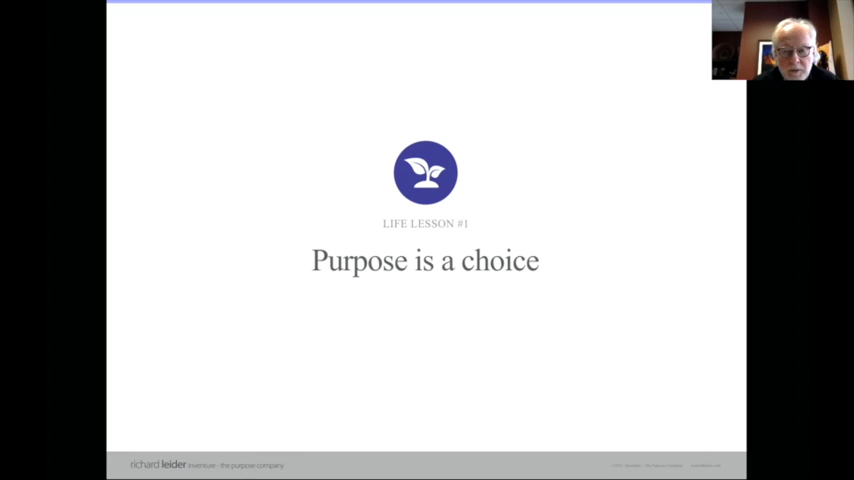 LIFE LESSON #1
Purpose is a choice
richard leider inventure - the purpose company